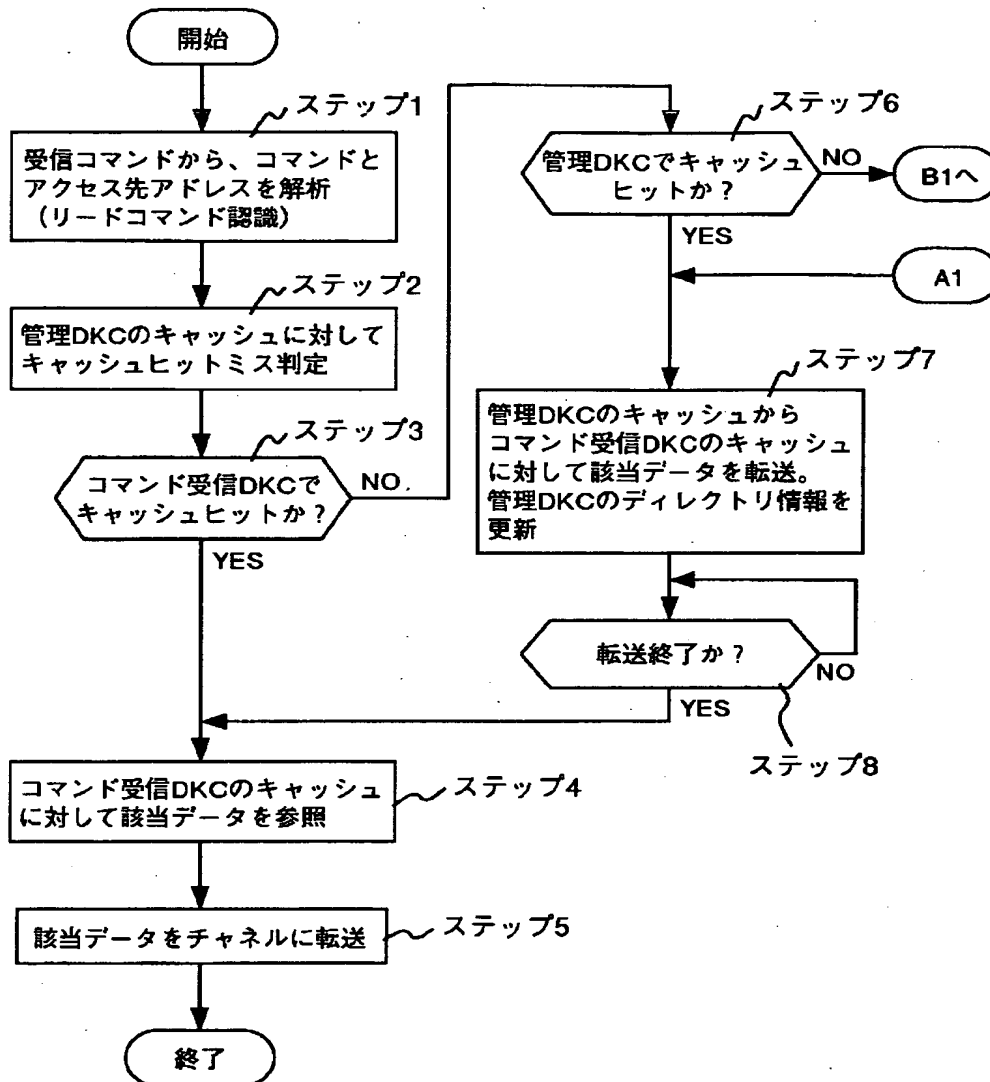 開始
ステップ1
受信コマンドから、コマンドと
アクセス先アドレスを解析
（リードコマンド認識）
ステップ2
管理DKCのキャッシュに対して
キャッシュヒットミス判定
ステップ3
コマンド受信DKCで
キャッシュヒットか？
NO
YES
ステップ6
管理DKCでキャッシュ
ヒットか？
NO
B1へ
YES
A1
ステップ7
管理DKCのキャッシュから
コマンド受信DKCのキャッシュ
に対して該当データを転送。
管理DKCのディレクトリ情報を
更新
転送終了か？
NO
YES
ステップ8
コマンド受信DKCのキャッシュ
に対して該当データを参照
ステップ4
該当データをチャネルに転送
ステップ5
終了